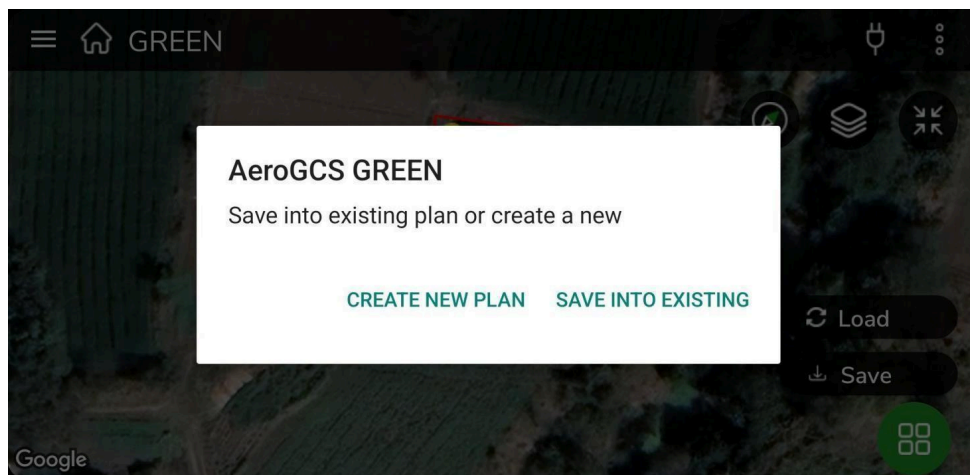 GREEN
AeroGCS GREEN
Save into existing plan or create a new
CREATE NEW PLAN SAVE INTO EXISTING
Load
Save
Google